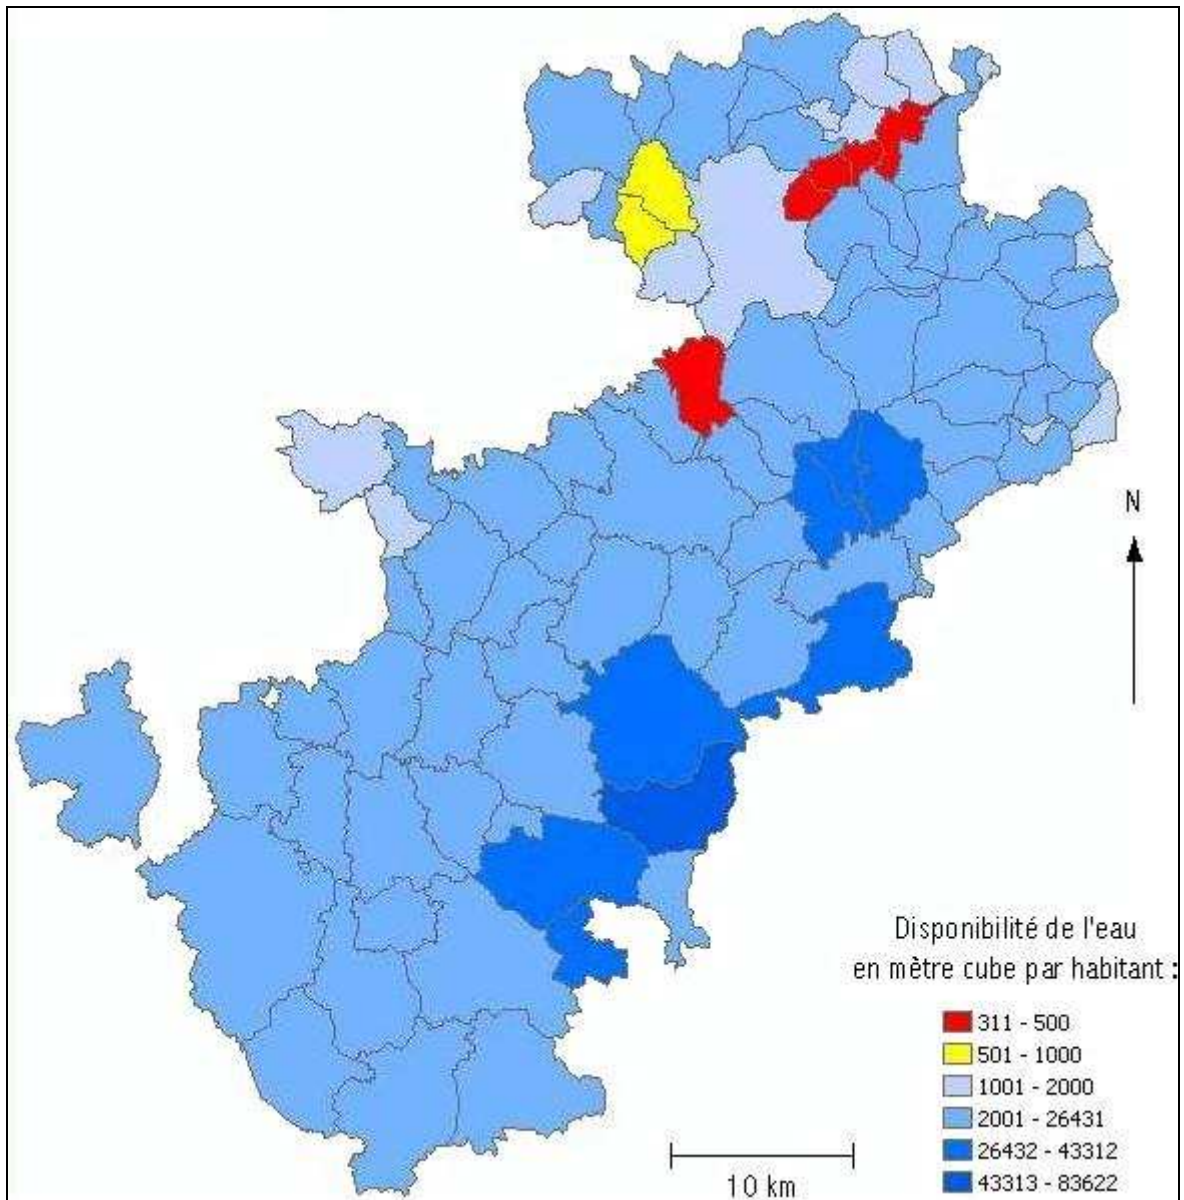 N
Disponibilité de l'eau
en mètre cube par habitant :
311 - 500
501 - 1000
1001 - 2000
2001 - 26431
26432 - 43312
43313 - 83622
10 km